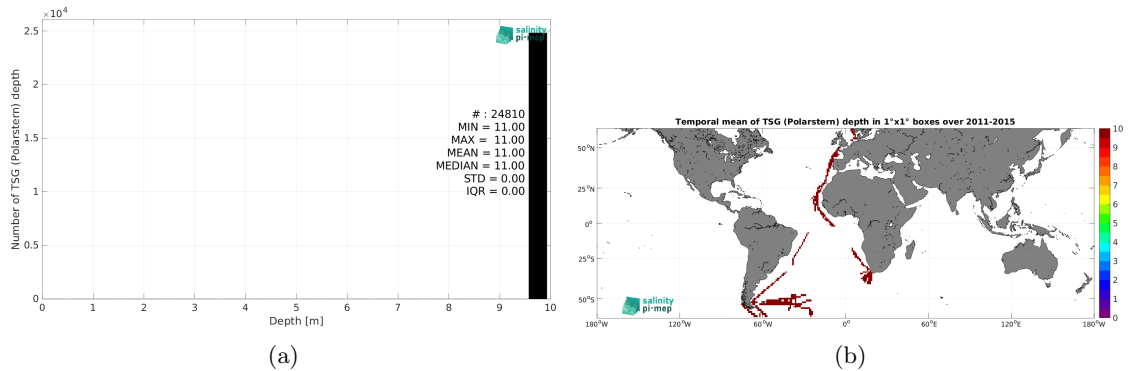 ×10⁴
2.5
2
1.5
1
0.5
0
Number of TSG (Polarstern) depth
salinity
pi-mep
# : 24810
MIN = 11.00
MAX = 11.00
MEAN = 11.00
MEDIAN = 11.00
STD = 0.00
IQR = 0.00
0 1 2 3 4 5 6 7 8 9 10
Depth [m]
(a)
Temporal mean of TSG (Polarstern) depth in 1°x1° boxes over 2011-2015
50°N
25°N
0°
25°S
50°S
salinity
pi-mep
180°W 120°W 60°W 0° 60°E 120°E 180°W
10
9
8
7
6
5
4
3
2
1
0
(b)